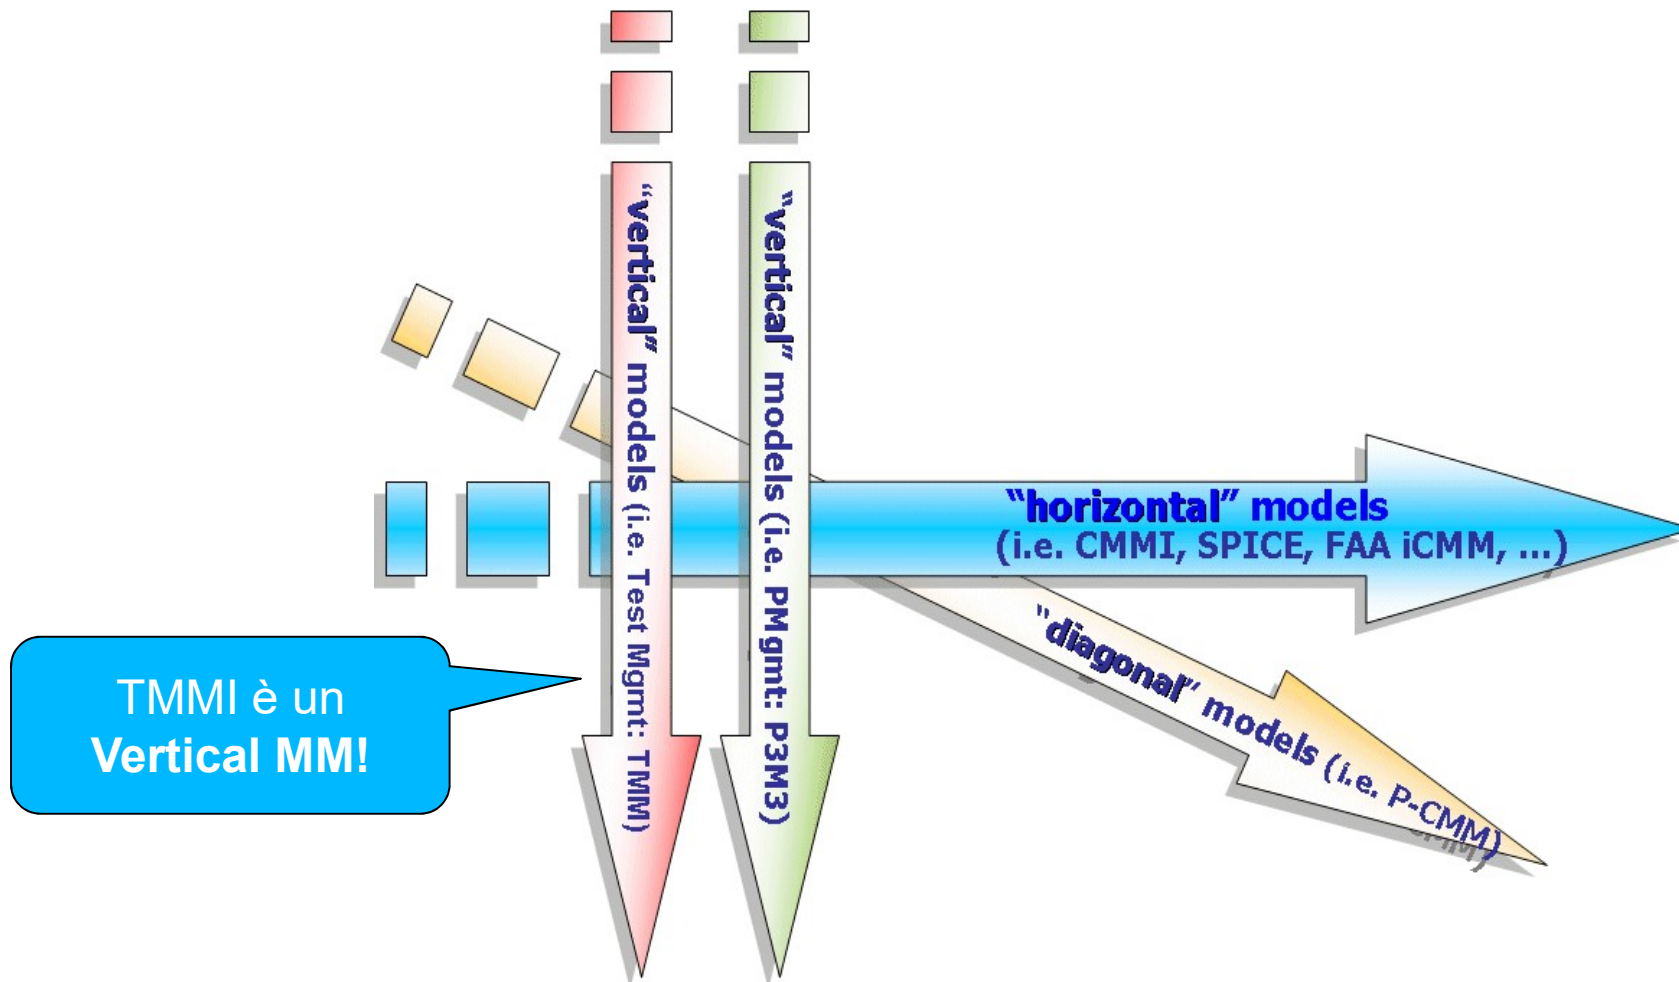 “vertical” models (i.e. Test Mgmt: TMM)
“vertical” models (i.e. PMgmt: P3M3)
“horizontal” models
(i.e. CMMI, SPICE, FAA iCMM, ...)
“diagonal” models (i.e. P-CMM)
TMMI è un
Vertical MM!